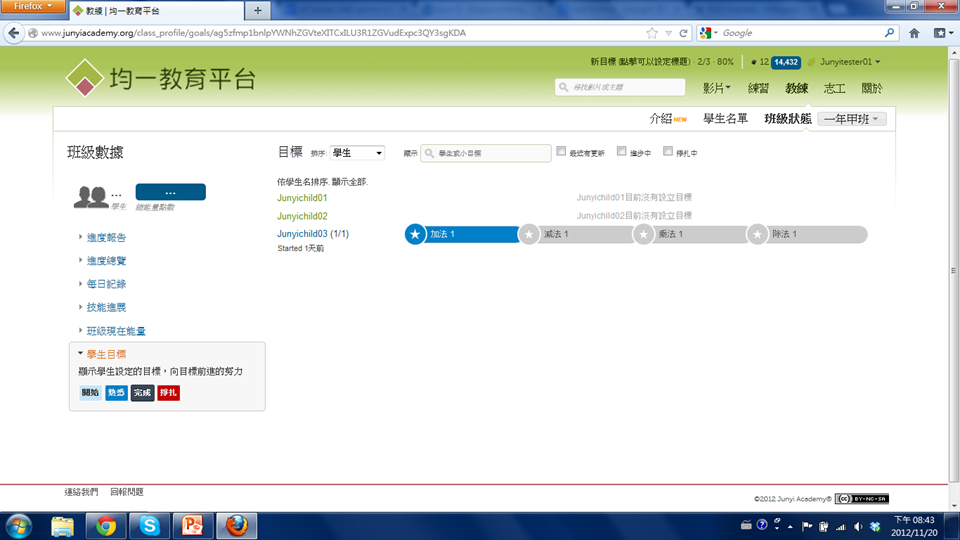 Firefox
教練 | 均一教育平台
www.junyiacademy.org/class_profile/goals/ag5zfmp1bnlpYWNhZGVteXITCxILU3R1ZGVudExpc3QY3sgKDA
Google
新目標 (點擊可以設定標題) · 2/3 · 80%
12
14,432
Junyitester01
均一教育平台
尋找影片或主題
影片
練習
教練
志工
關於
介紹 NEW
學生名單
班級狀態
一年甲班
班級數據
目標
排序:
學生
顯示
學生或小目標
最近有更新
進步中
掙扎中
依學生名排序. 顯示全部.
Junyichild01
Junyichild01目前沒有設立目標
Junyichild02
Junyichild02目前沒有設立目標
Junyichild03 (1/1)
加法 1
減法 1
乘法 1
除法 1
Started 1天前
...
學生
...
總能量點數
進度報告
進度總覽
每日記錄
技能進展
班級現在能量
學生目標
顯示學生設定的目標，向目標前進的努力
開始
熟悉
完成
掙扎
連絡我們
回報問題
©2012 Junyi Academy®
BY-NC-SA
下午 08:43
2012/11/20